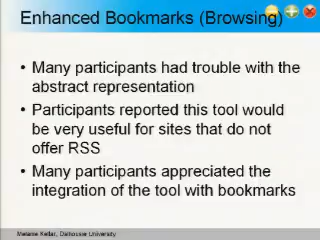 Enhanced Bookmarks (Browsing)
• Many participants had trouble with the
abstract representation
• Participants reported this tool would
be very useful for sites that do not
offer RSS
• Many participants appreciated the
integration of the tool with bookmarks
Melanie Kellar, Dalhousie University